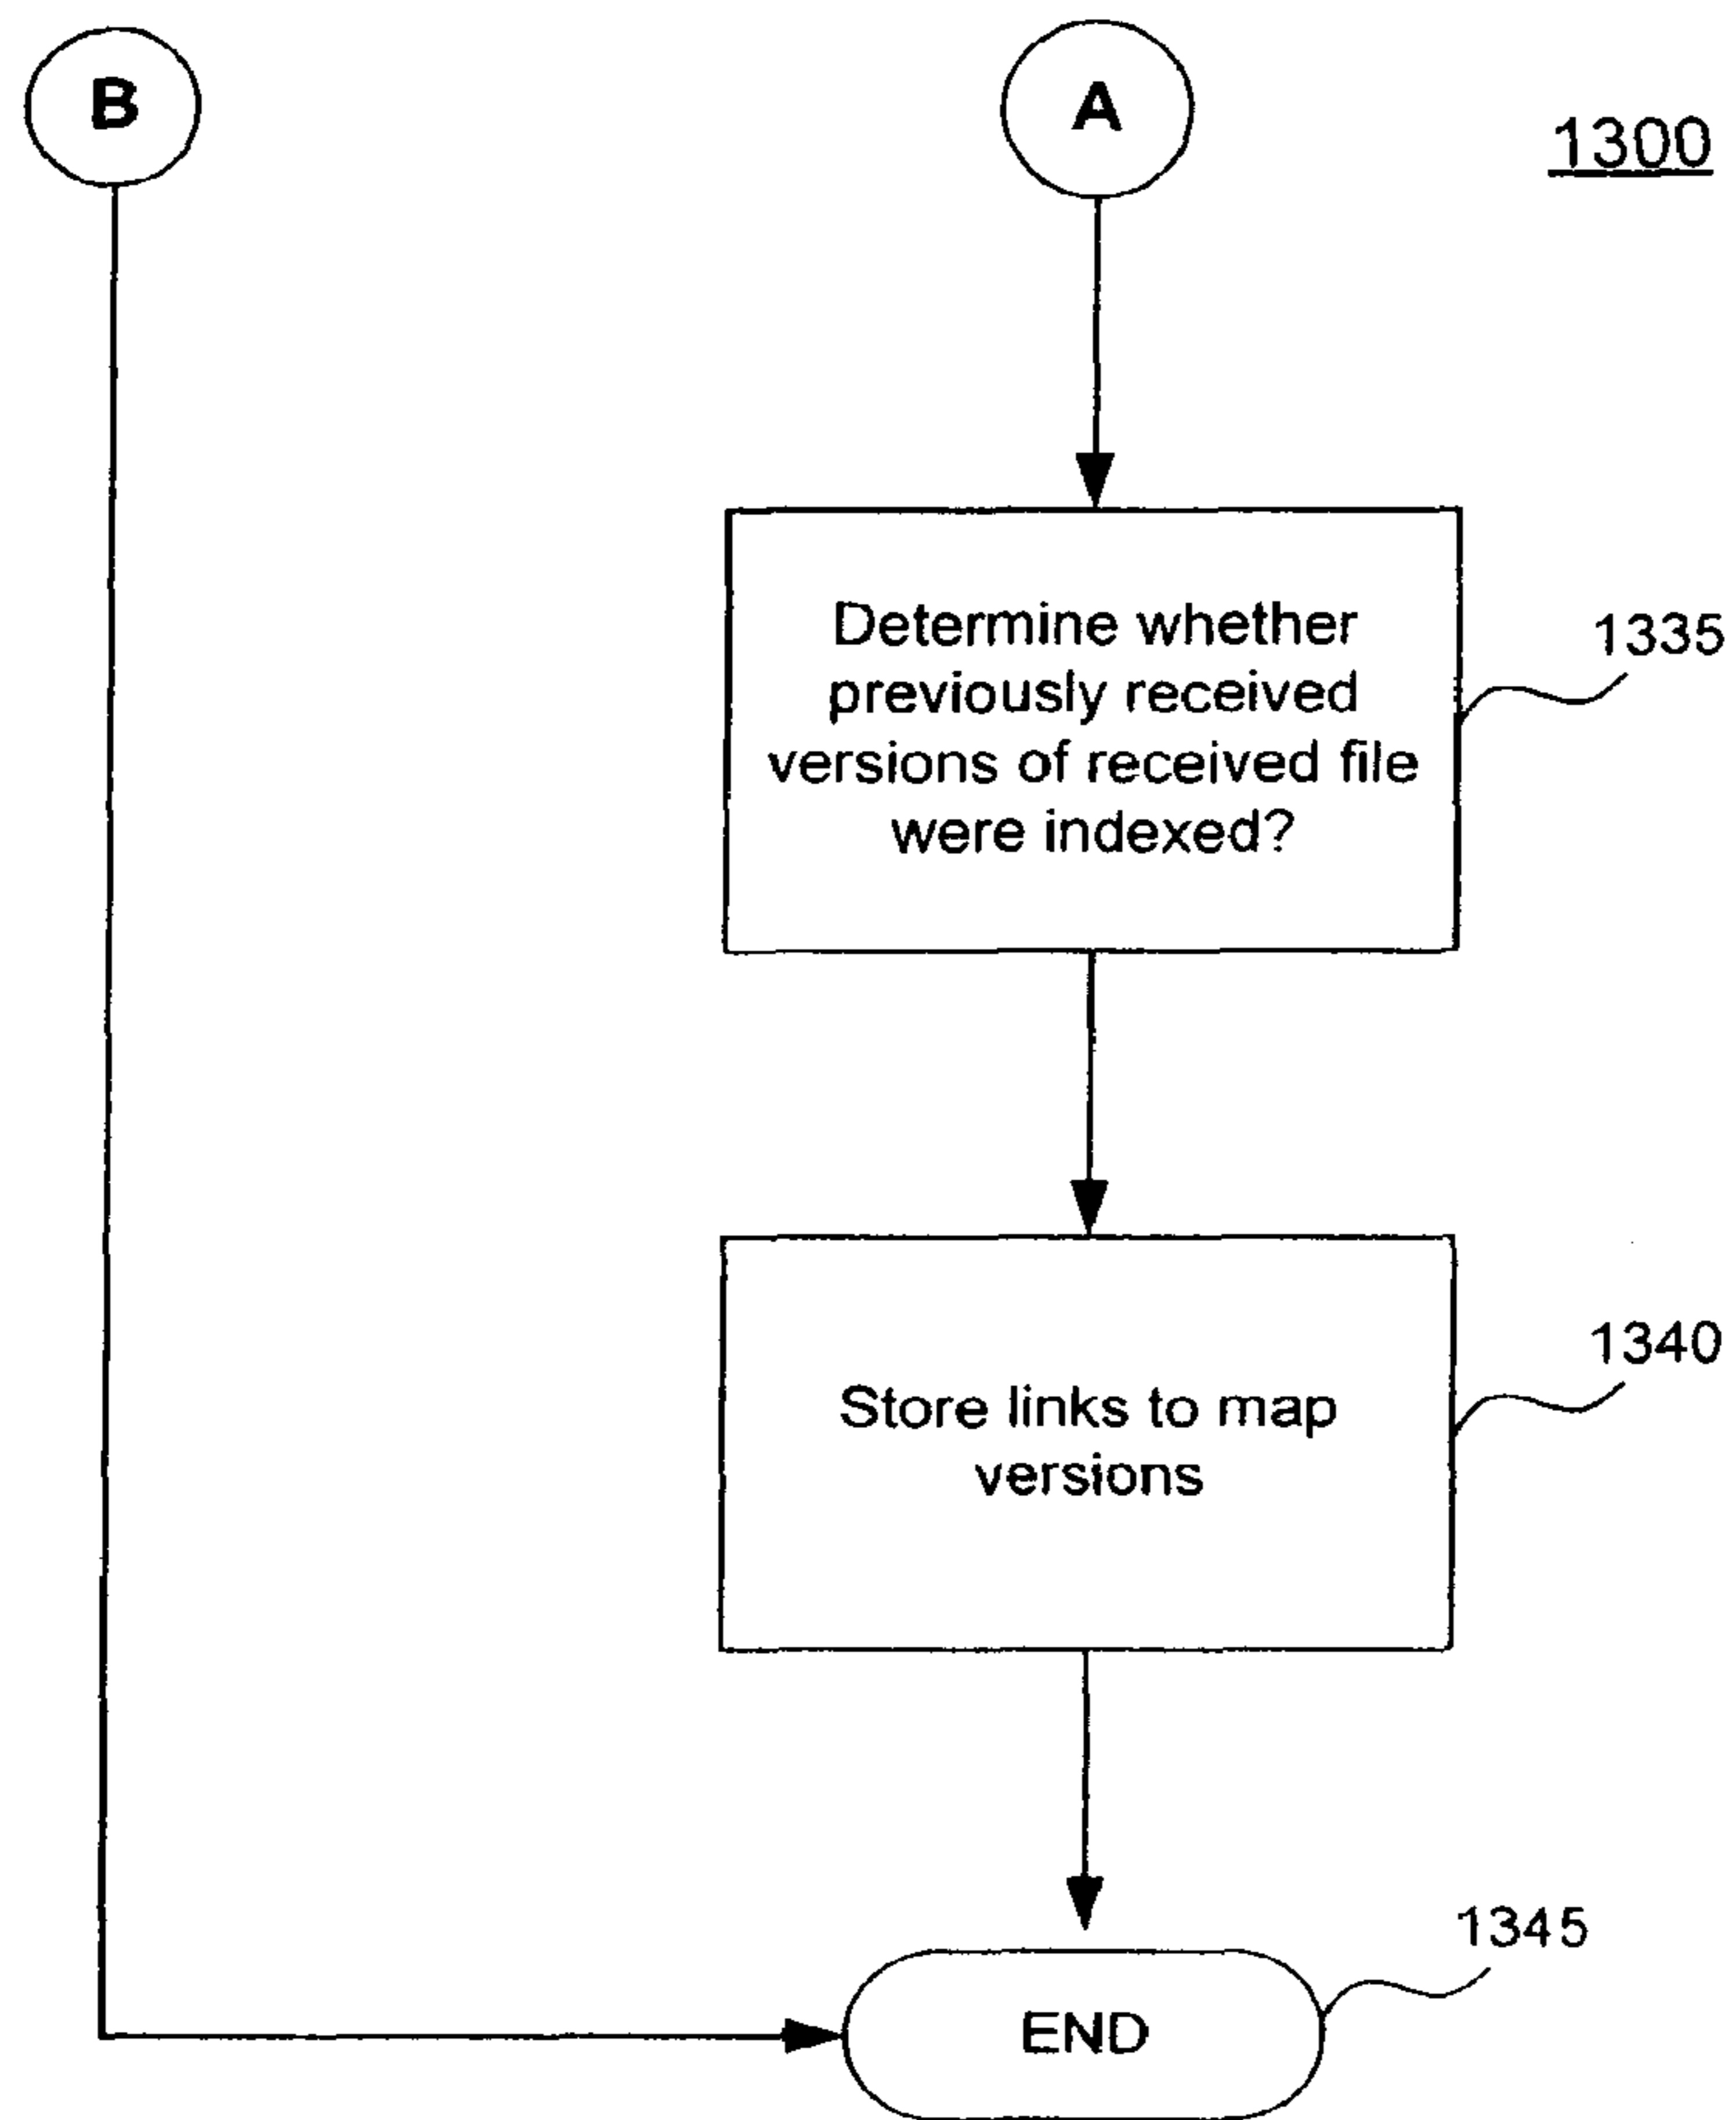 B
A
1300
Determine whether
previously received
versions of received file
were indexed?
1335
Store links to map
versions
1340
END
1345